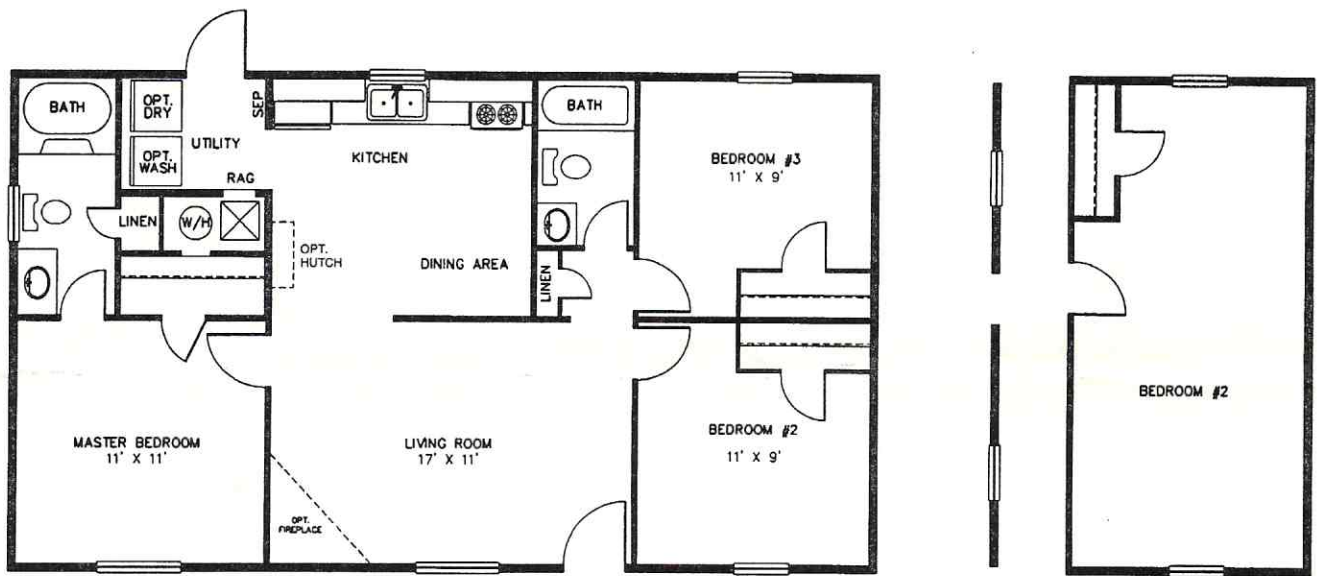 BATH
OPT.
DRY
SEP
UTILITY
OPT.
WASH
RAG
KITCHEN
BATH
BEDROOM #3
11' X 9'
LINEN
W/H
OPT.
HUTCH
DINING AREA
LINEN
BEDROOM #2
MASTER BEDROOM
11' X 11'
LIVING ROOM
17' X 11'
BEDROOM #2
11' X 9'
OPT.
FIREPLACE